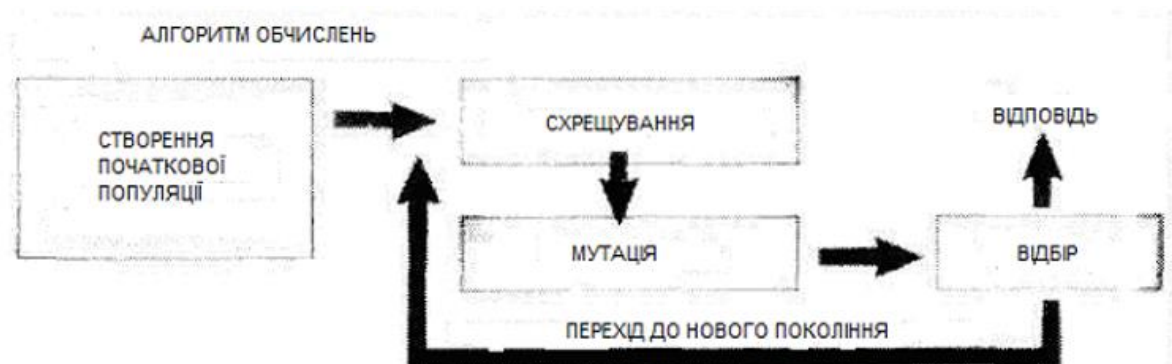 АЛГОРИТМ ОБЧИСЛЕНЬ
СТВОРЕННЯ
ПОЧАТКОВОЇ
ПОПУЛЯЦІЇ
СХРЕЩУВАННЯ
МУТАЦІЯ
ВІДПОВІДЬ
ВІДБІР
ПЕРЕХІД ДО НОВОГО ПОКОЛІННЯ